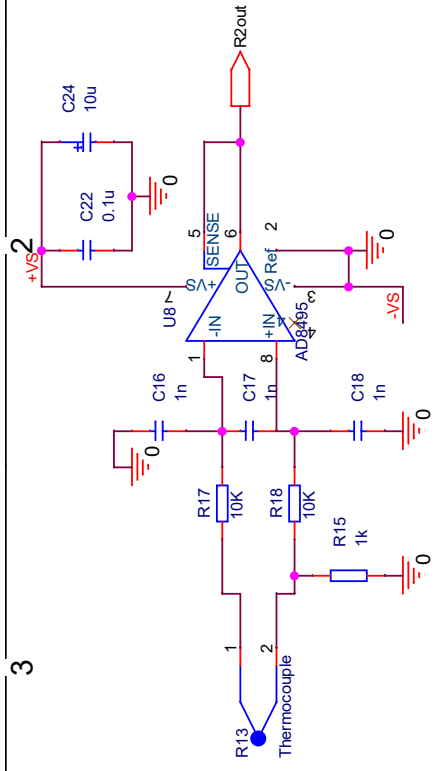 3
2
R13
Thermocouple
1
2
R15
1k
0
R17
10K
R18
10K
C16
1n
0
C17
1n
C18
1n
0
1
8
-IN
+IN
U8
AD8495
4
7
+VS
5
SENSE
OUT
6
Ref
2
-VS
3
0
-VS
+VS
C22
0.1u
C24
10u
0
R2out